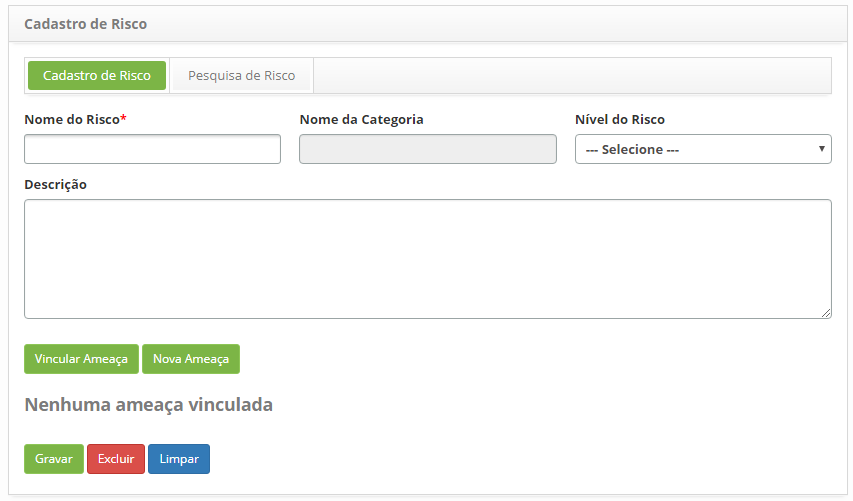 Cadastro de Risco
Cadastro de Risco Pesquisa de Risco
Nome do Risco* Nome da Categoria Nível do Risco
--- Selecione ---
Descrição
Vincular Ameaça Nova Ameaça
Nenhuma ameaça vinculada
Gravar Excluir Limpar